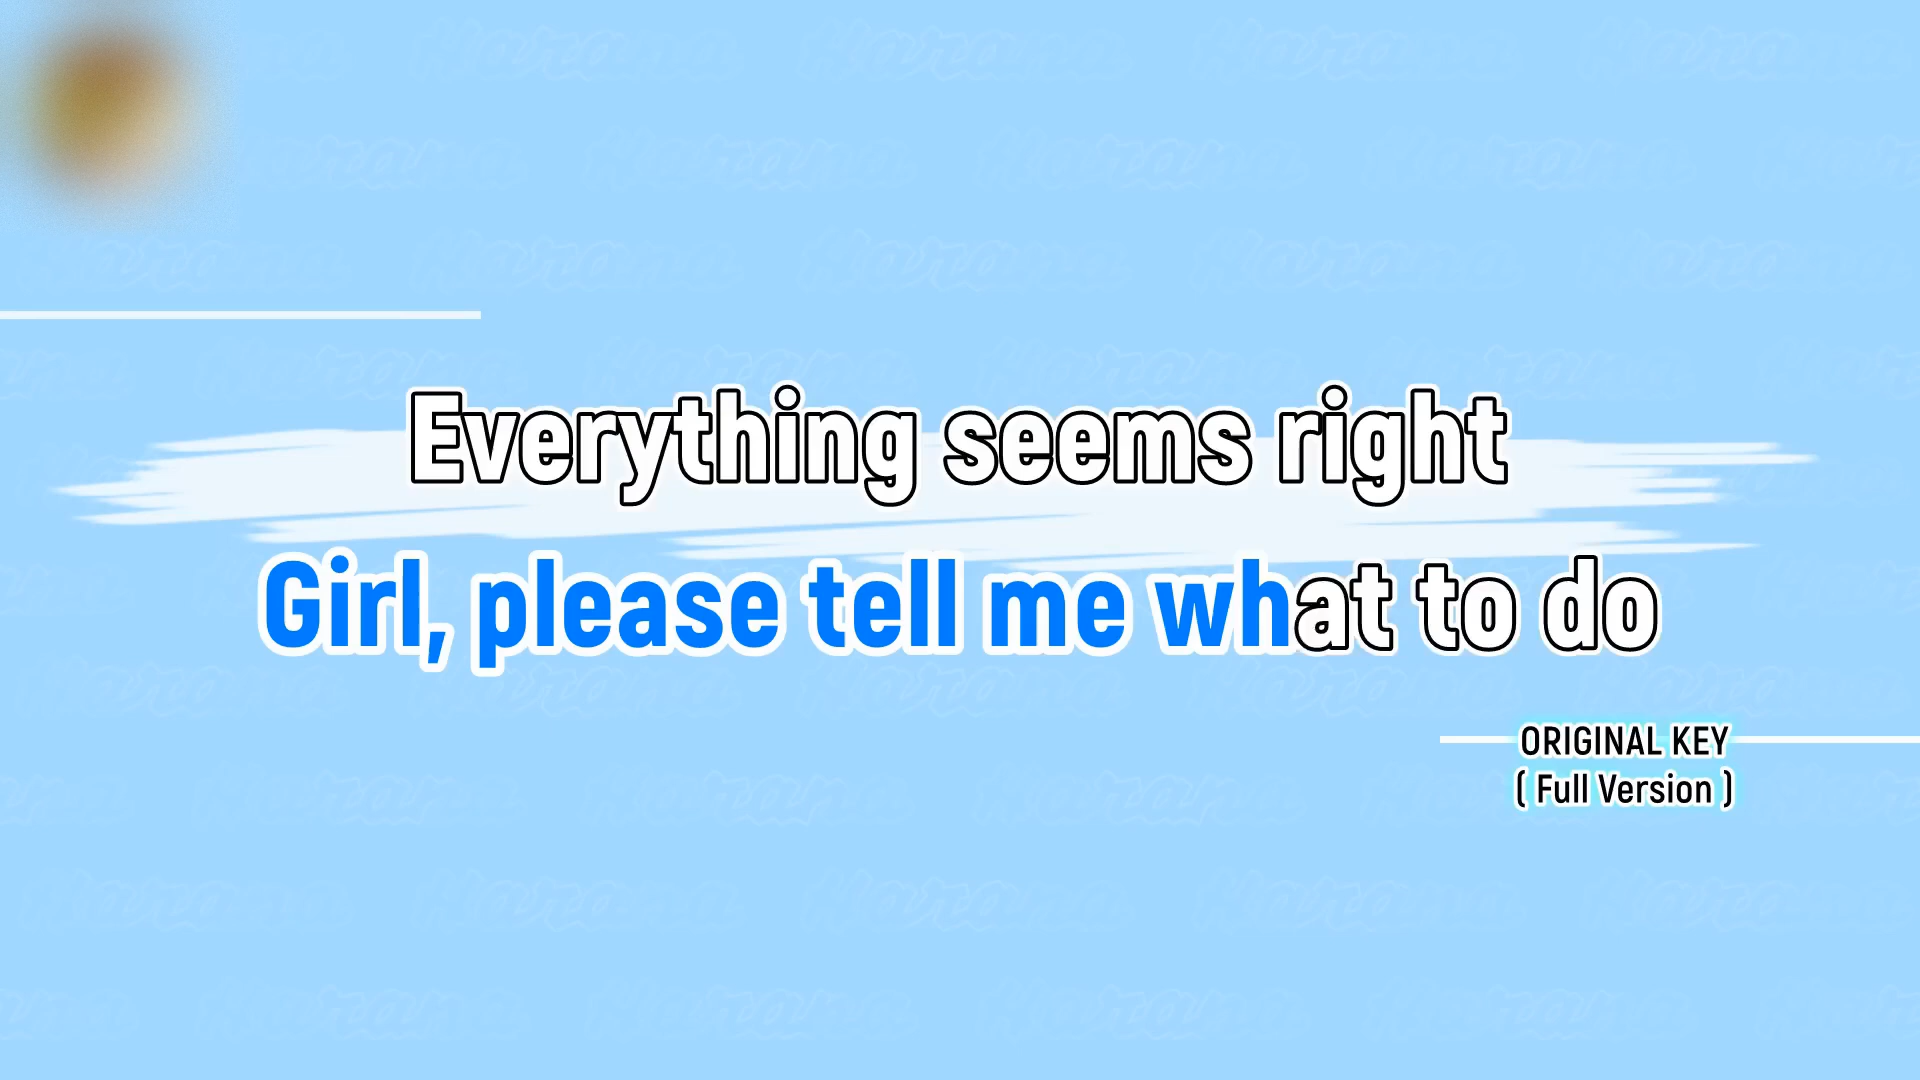 Everything seems right
Girl, please tell me what to do
ORIGINAL KEY
( Full Version )